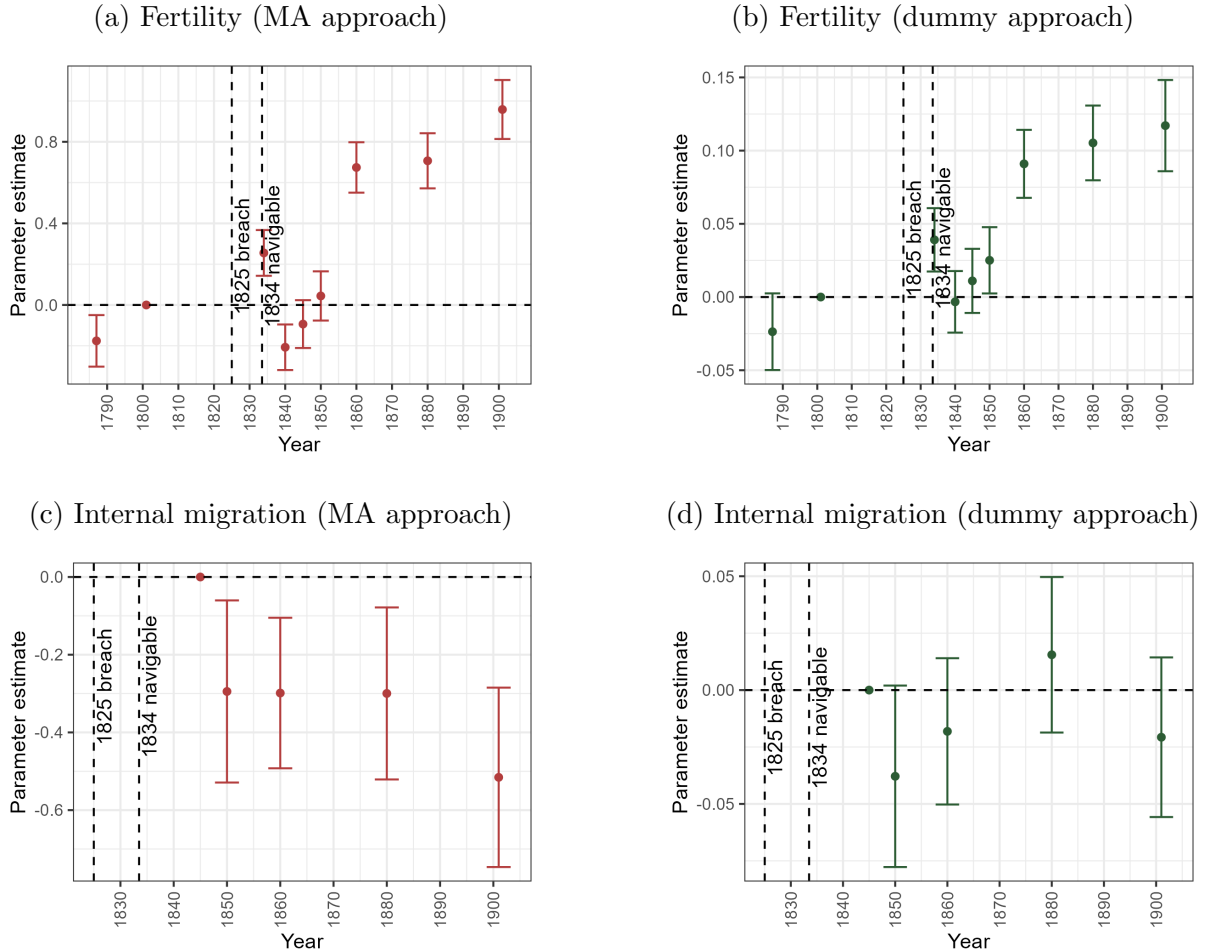 (a) Fertility (MA approach)
(b) Fertility (dummy approach)
Parameter estimate
0.8
0.4
0.0
1825 breach
1834 navigable
1790 1800 1810 1820 1830 1840 1850 1860 1870 1880 1890 1900
Year
Parameter estimate
0.15
0.10
0.05
0.00
-0.05
1825 breach
1834 navigable
1790 1800 1810 1820 1830 1840 1850 1860 1870 1880 1890 1900
Year
(c) Internal migration (MA approach)
(d) Internal migration (dummy approach)
Parameter estimate
0.0
-0.2
-0.4
-0.6
1825 breach
1834 navigable
1830 1840 1850 1860 1870 1880 1890 1900
Year
Parameter estimate
0.05
0.00
-0.05
1825 breach
1834 navigable
1830 1840 1850 1860 1870 1880 1890 1900
Year